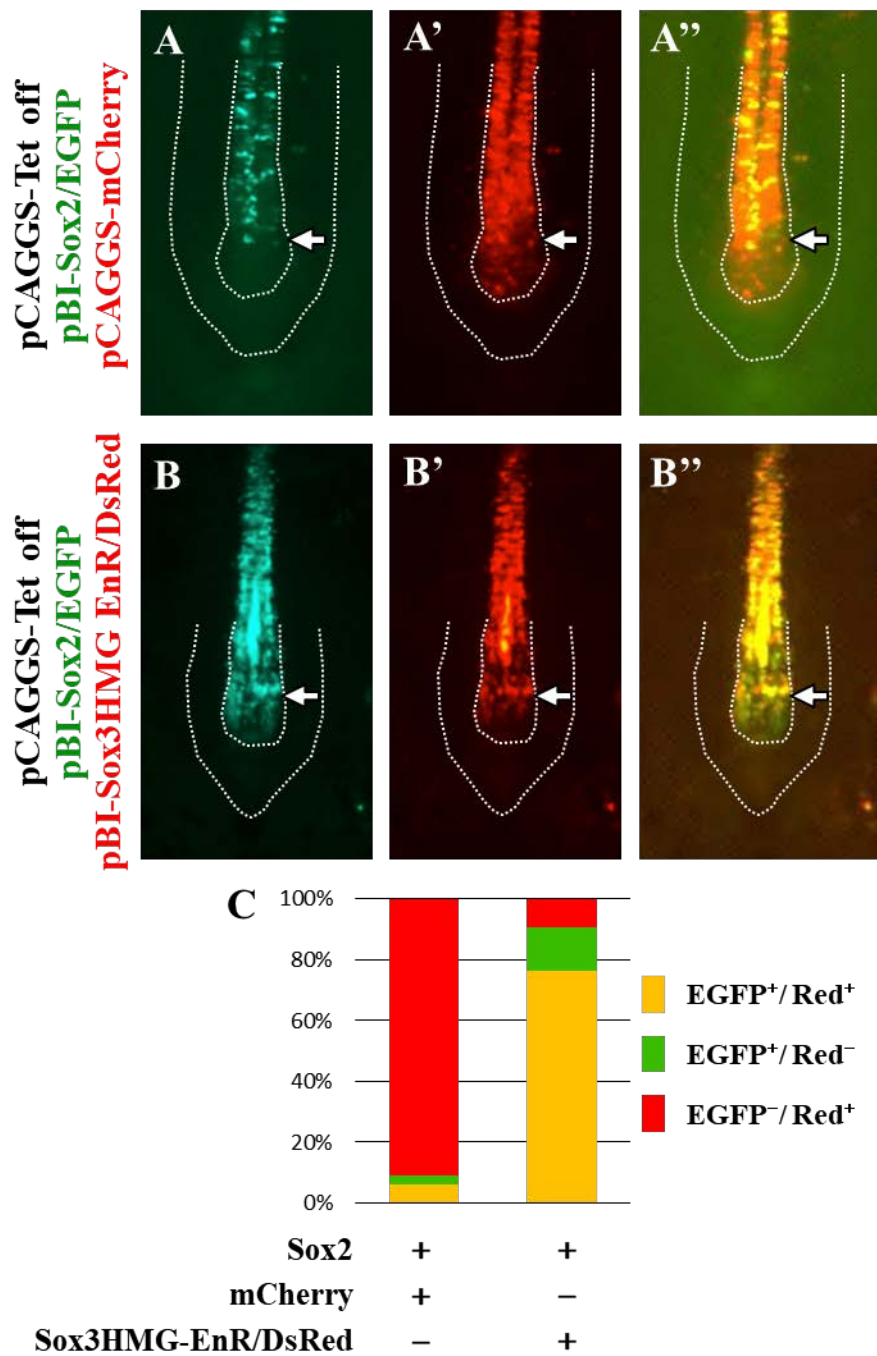 pCAGGS-Tet off
pBI-Sox2/EGFP
pCAGGS-mCherry
A
A’
A’’
pCAGGS-Tet off
pBI-Sox2/EGFP
pBI-Sox3HMG EnR/DsRed
B
B’
B’’
C
100%
80%
60%
40%
20%
0%
EGFP⁺/ Red⁺
EGFP⁺/ Red⁻
EGFP⁻/ Red⁺
Sox2 + +
mCherry + −
Sox3HMG-EnR/DsRed − +